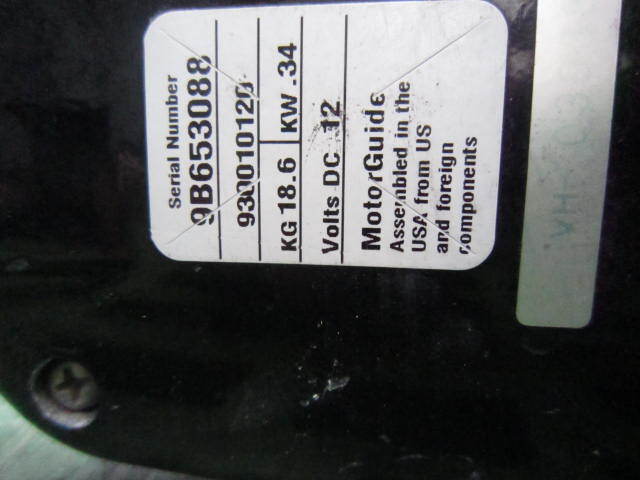 Serial Number
9B653088
930010120
KG 18.6 KW .34
Volts DC 12
MotorGuide
Assembled in the
USA from US
and foreign
components